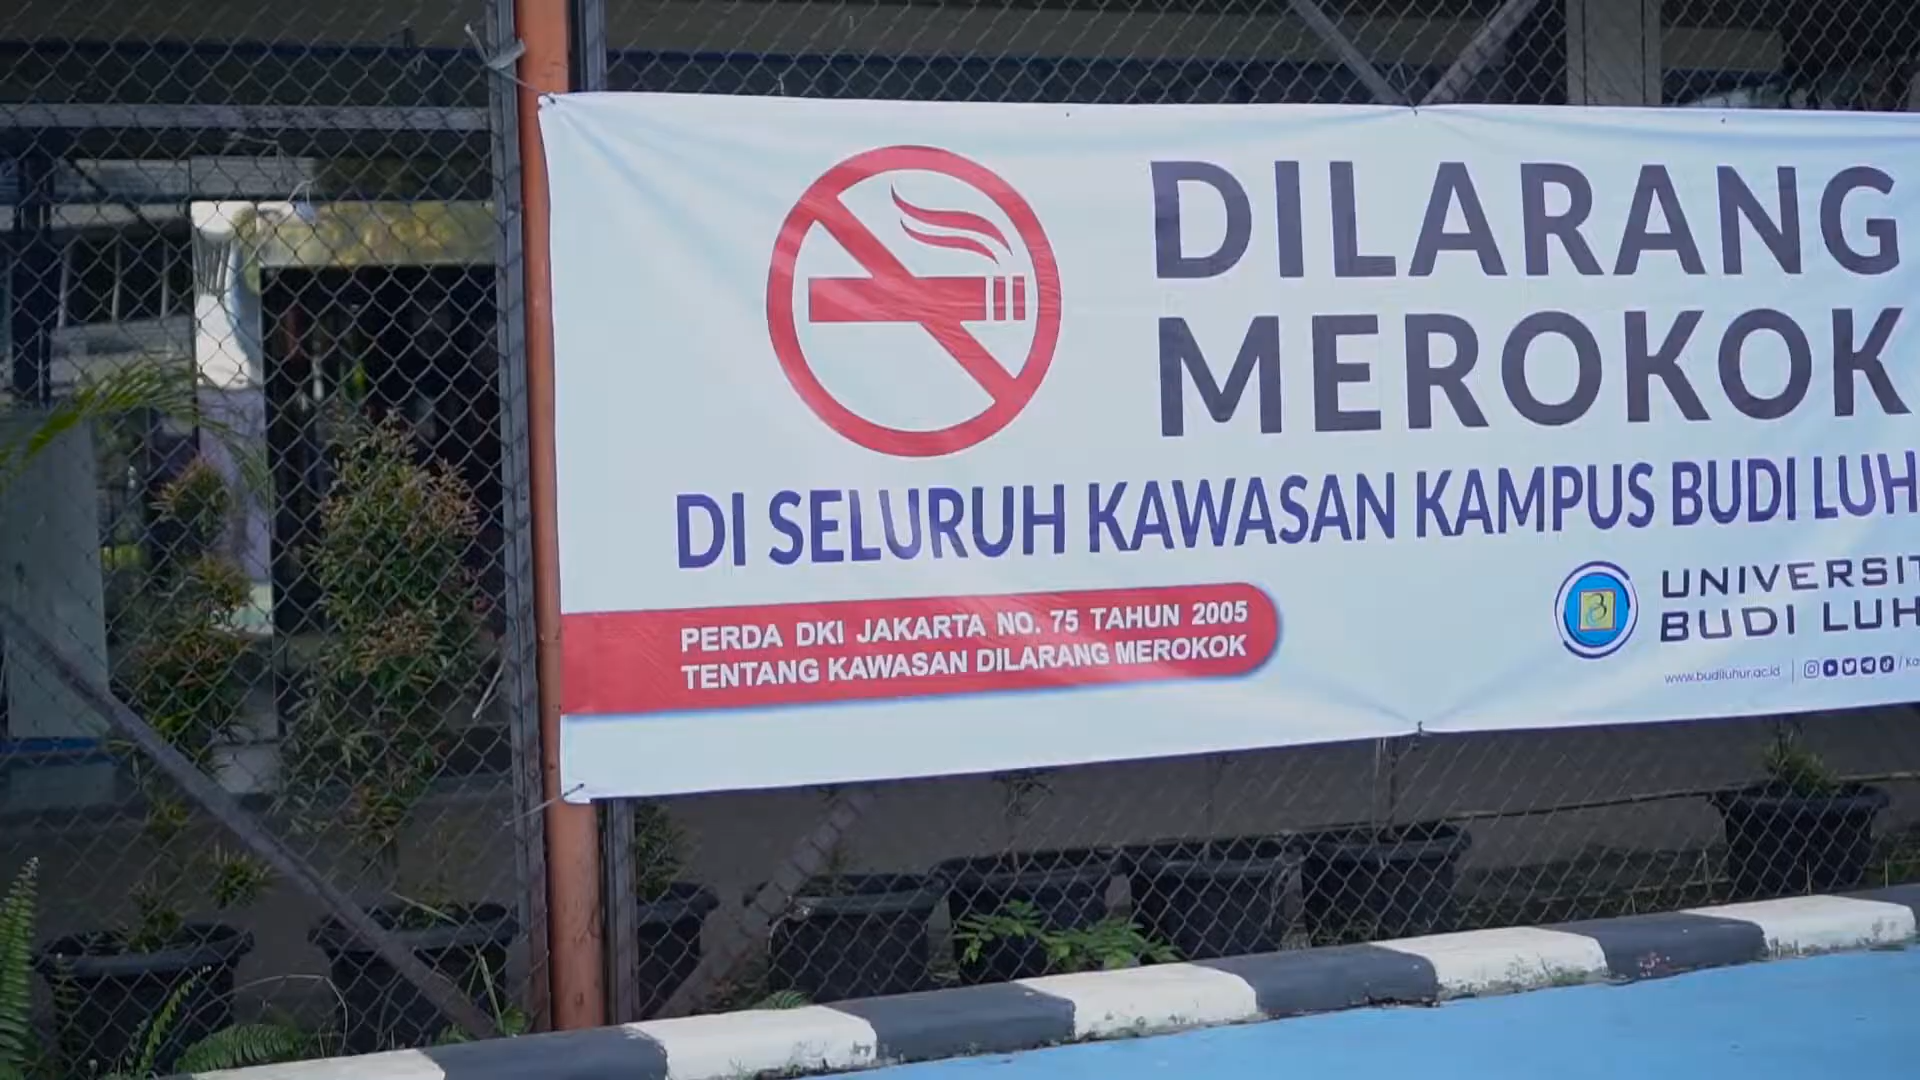 DILARANG
MEROKOK
DI SELURUH KAWASAN KAMPUS BUDI LUH
PERDA DKI JAKARTA NO. 75 TAHUN 2005
TENTANG KAWASAN DILARANG MEROKOK
UNIVERSIT
BUDI LUH
www.budiluhur.ac.id